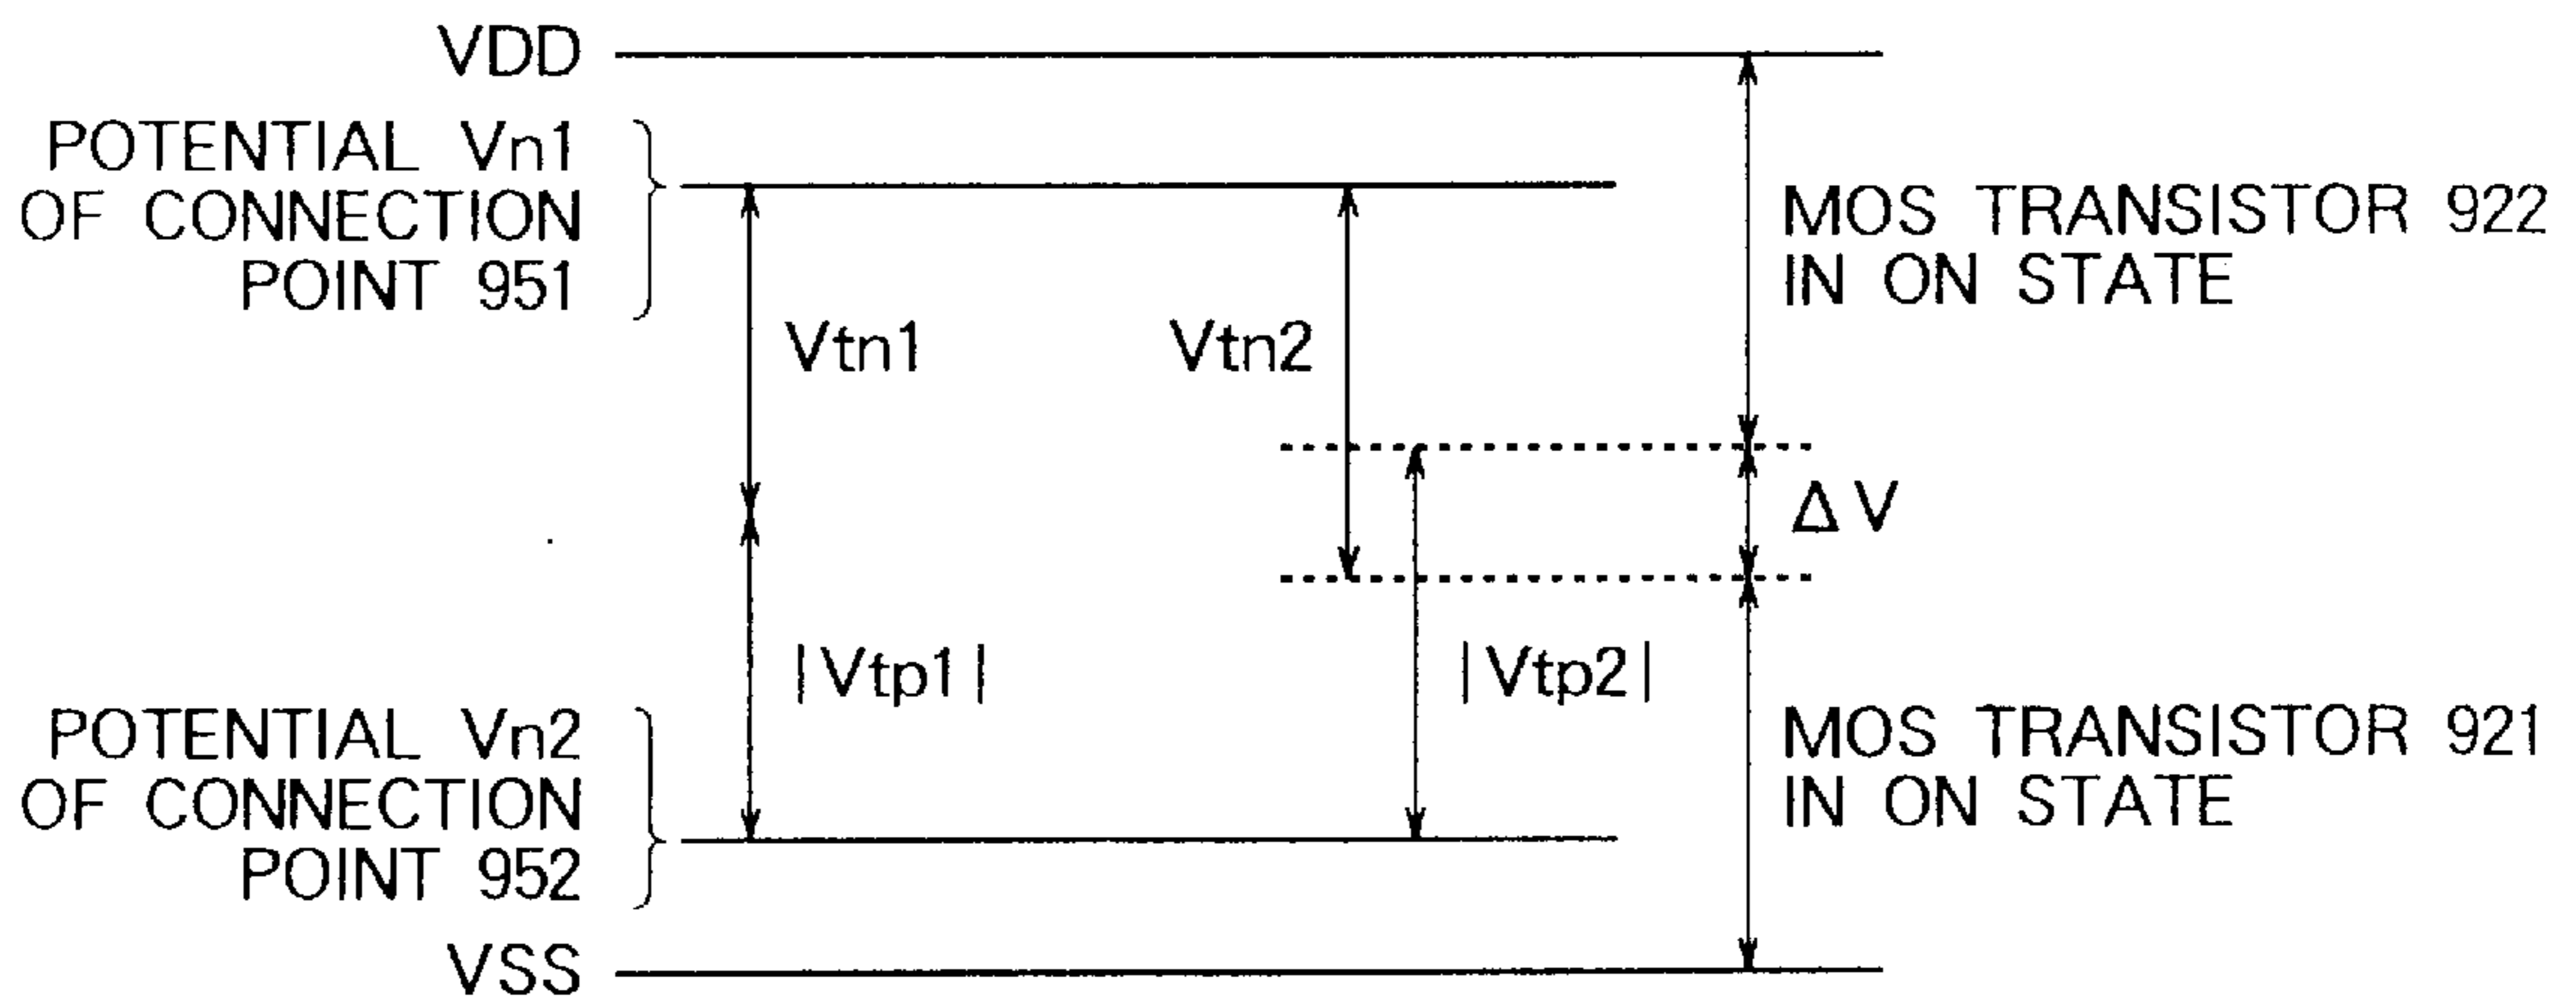 VDD
POTENTIAL Vn1
OF CONNECTION
POINT 951
MOS TRANSISTOR 922
IN ON STATE
Vtn1
Vtn2
ΔV
|Vtp1|
|Vtp2|
POTENTIAL Vn2
OF CONNECTION
POINT 952
MOS TRANSISTOR 921
IN ON STATE
VSS